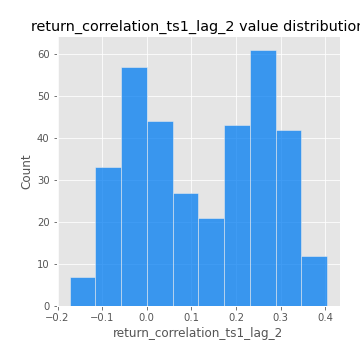 return_correlation_ts1_lag_2 value distribution
60
50
40
30
20
10
0
Count
−0.2 −0.1 0.0 0.1 0.2 0.3 0.4
return_correlation_ts1_lag_2